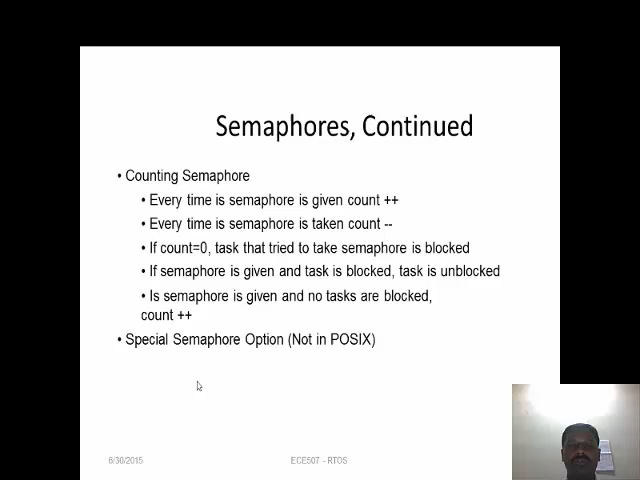 Semaphores, Continued
• Counting Semaphore
• Every time is semaphore is given count ++
• Every time is semaphore is taken count --
• If count=0, task that tried to take semaphore is blocked
• If semaphore is given and task is blocked, task is unblocked
• Is semaphore is given and no tasks are blocked,
count ++
• Special Semaphore Option (Not in POSIX)
6/30/2015
ECE507 - RTOS